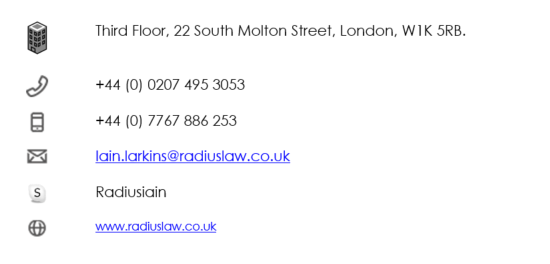 Third Floor, 22 South Molton Street, London, W1K 5RB.
+44 (0) 0207 495 3053
+44 (0) 7767 886 253
Iain.larkins@radiuslaw.co.uk
S
Radiusiain
www.radiuslaw.co.uk